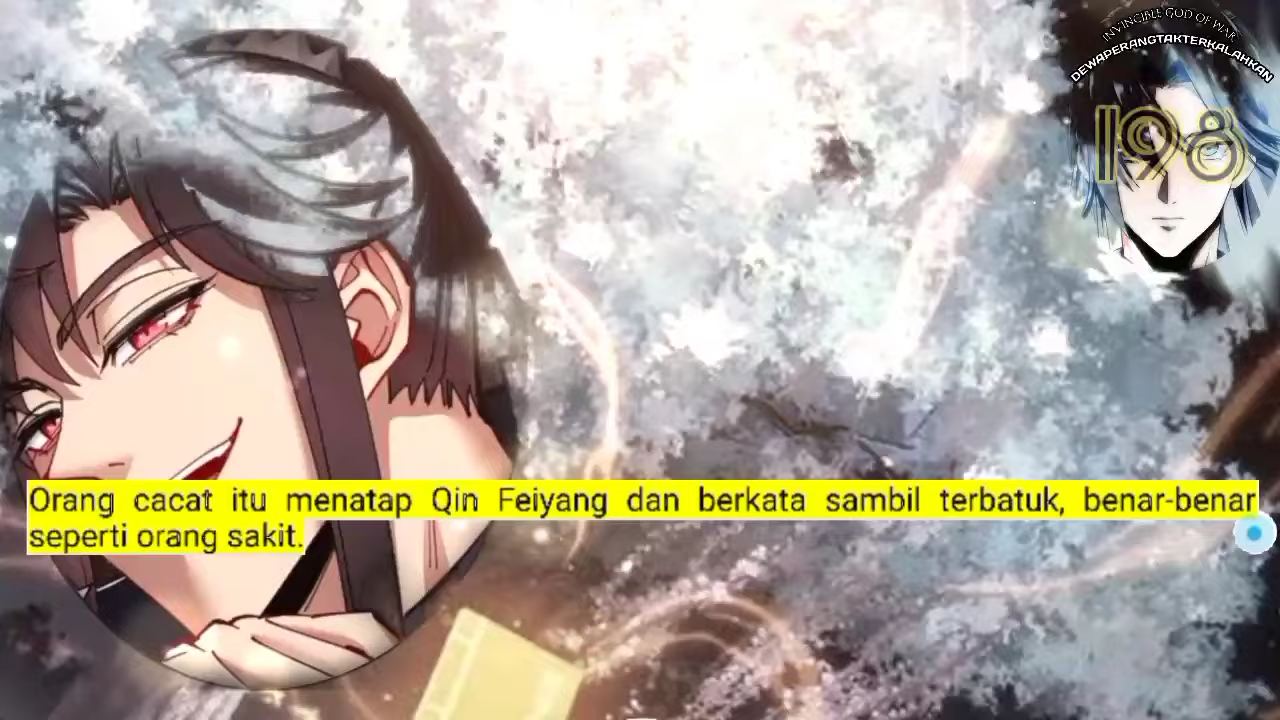 INVINCIBLE GOD OF WAR
DEWAPERANGTAKTERKALAHKAN
198
Orang cacat itu menatap Qin Feiyang dan berkata sambil terbatuk, benar-benar
seperti orang sakit.